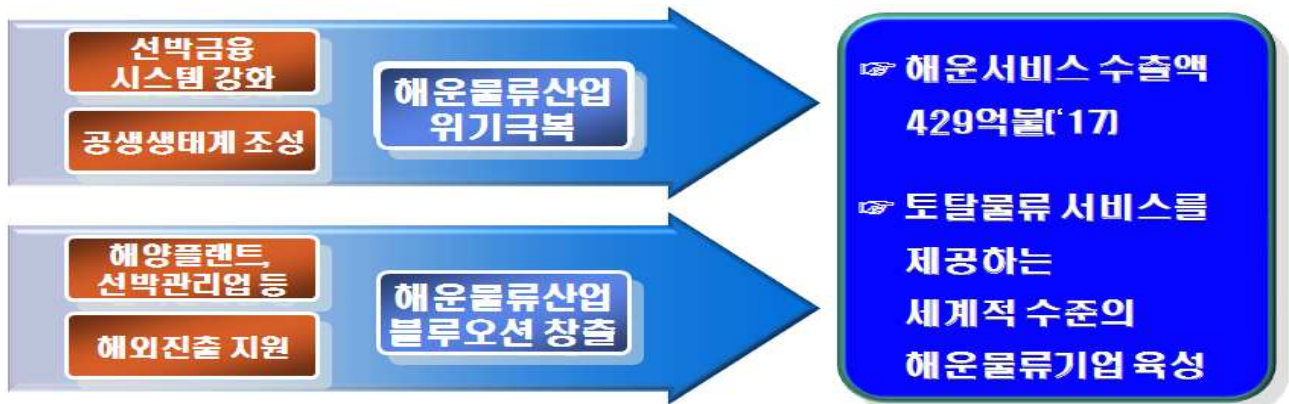 선박금융
시스템 강화
공생생태계 조성
해운물류산업
위기극복
해양플랜트,
선박관리업 등
해외진출 지원
해운물류산업
블루오션 창출
☞ 해운서비스 수출액
429억불(‘17)
☞ 토탈물류 서비스를
제공하는
세계적 수준의
해운물류기업 육성